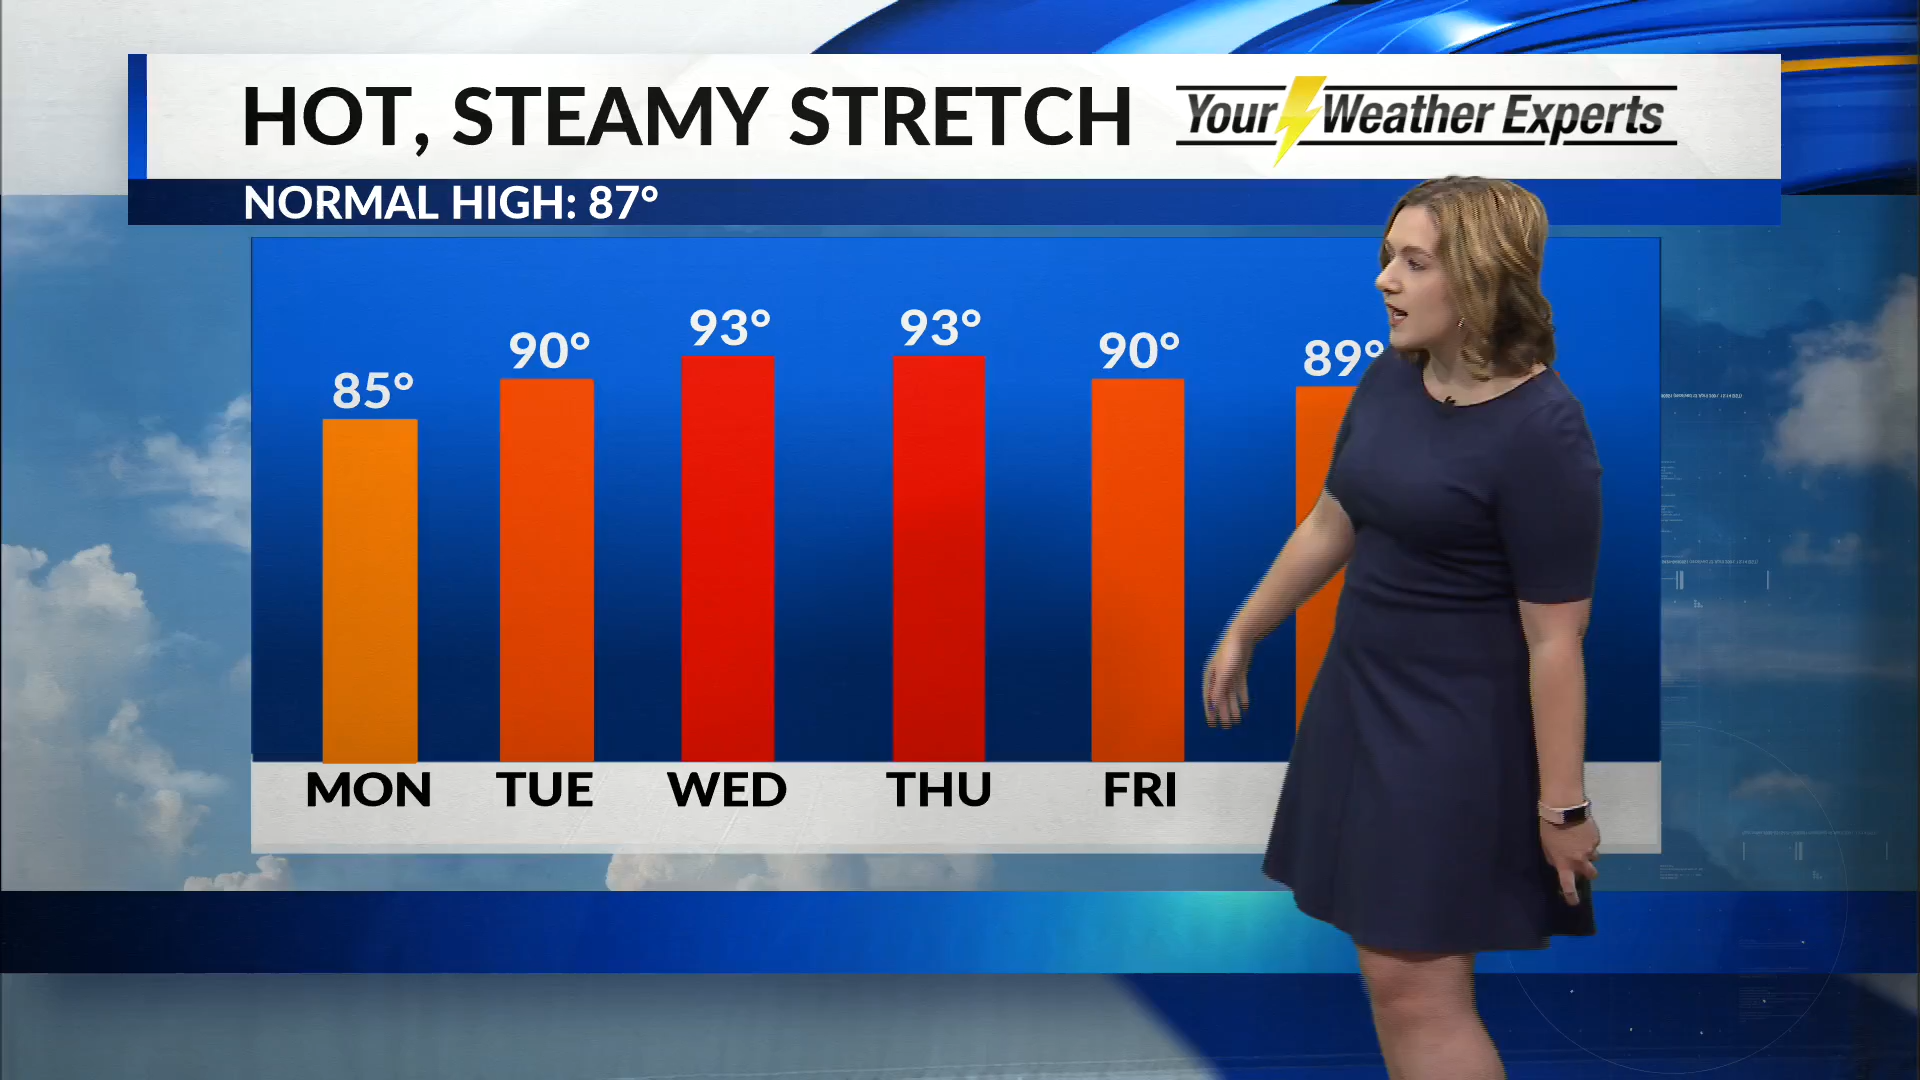 HOT, STEAMY STRETCH
Your Weather Experts
NORMAL HIGH: 87°
85° 90° 93° 93° 90° 89°
MON TUE WED THU FRI